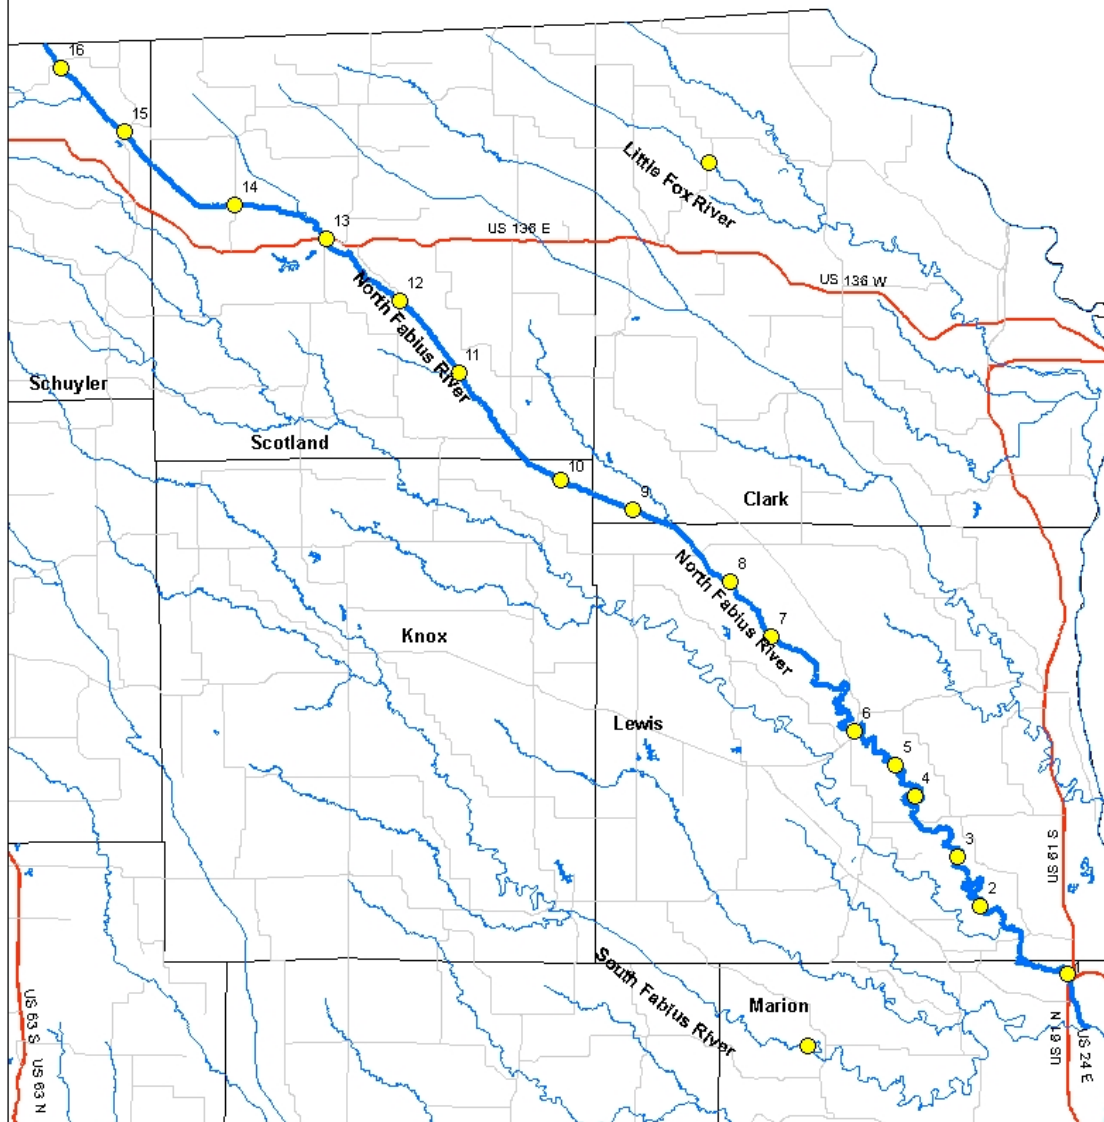 16
15
14
13
US 136 E
Little Fox River
US 136 W
12
North Fabius River
11
Schuyler
Scotland
10
9
Clark
8
North Fabius River
7
Knox
Lewis
6
5
4
3
US 61 S
2
South Fabius River
Marion
US 63 S
US 63 N
US 61 N
US 24 E